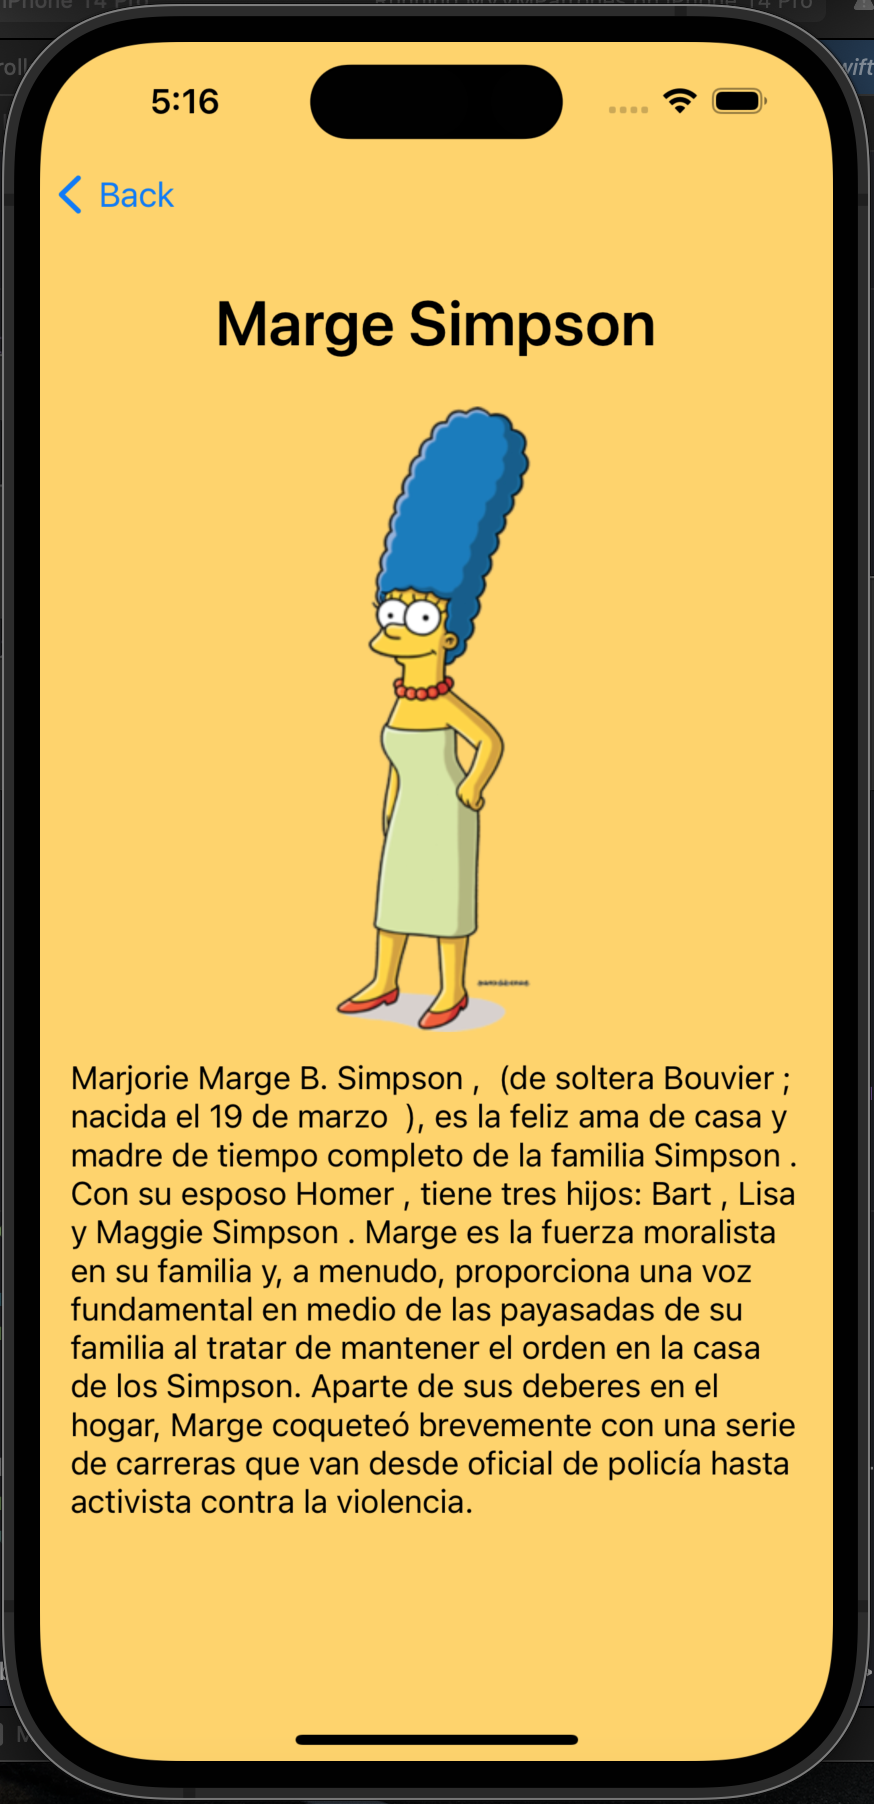 iPhone 14 Pro
5:16
Back
Marge Simpson
Marjorie Marge B. Simpson ,  (de soltera Bouvier ;
nacida el 19 de marzo  ), es la feliz ama de casa y
madre de tiempo completo de la familia Simpson .
Con su esposo Homer , tiene tres hijos: Bart , Lisa
y Maggie Simpson . Marge es la fuerza moralista
en su familia y, a menudo, proporciona una voz
fundamental en medio de las payasadas de su
familia al tratar de mantener el orden en la casa
de los Simpson. Aparte de sus deberes en el
hogar, Marge coqueteó brevemente con una serie
de carreras que van desde oficial de policía hasta
activista contra la violencia.